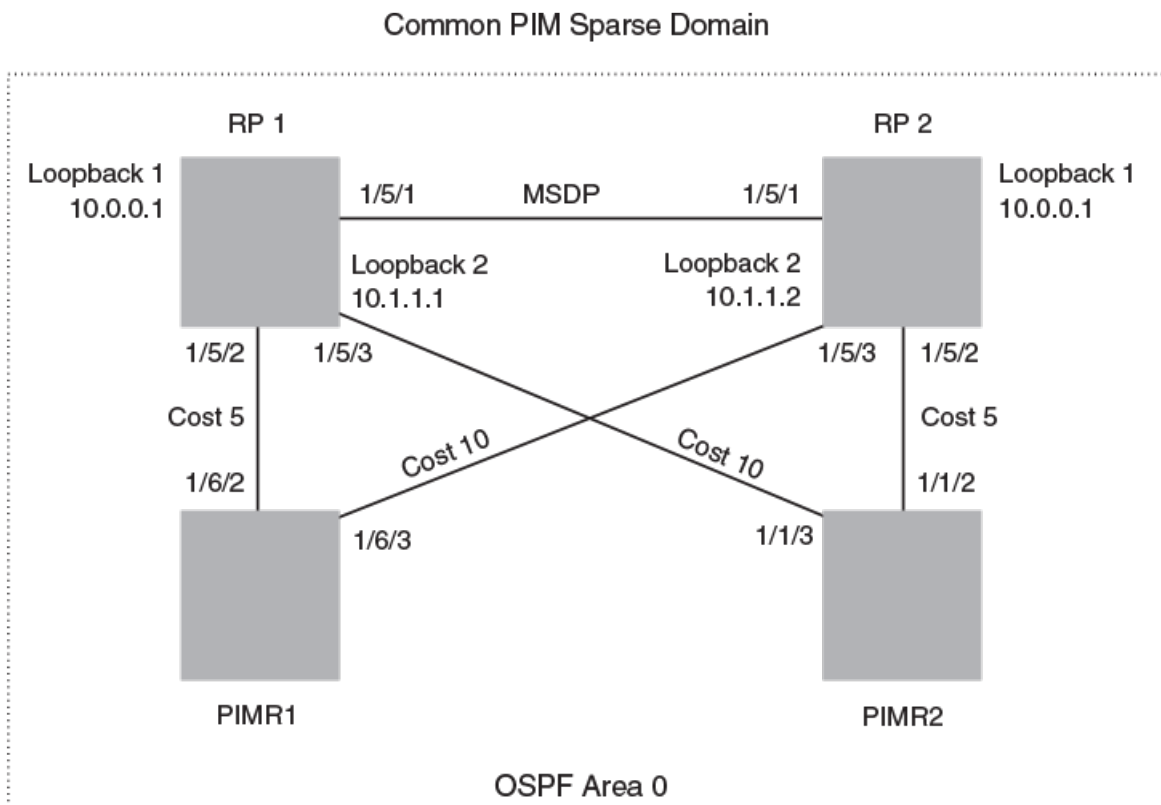 Common PIM Sparse Domain
RP 1
RP 2
Loopback 1
10.0.0.1
1/5/1
MSDP
1/5/1
Loopback 1
10.0.0.1
Loopback 2
10.1.1.1
Loopback 2
10.1.1.2
1/5/2
1/5/3
1/5/3
1/5/2
Cost 5
Cost 10
Cost 10
Cost 5
1/6/2
1/6/3
1/1/3
1/1/2
PIMR1
PIMR2
OSPF Area 0